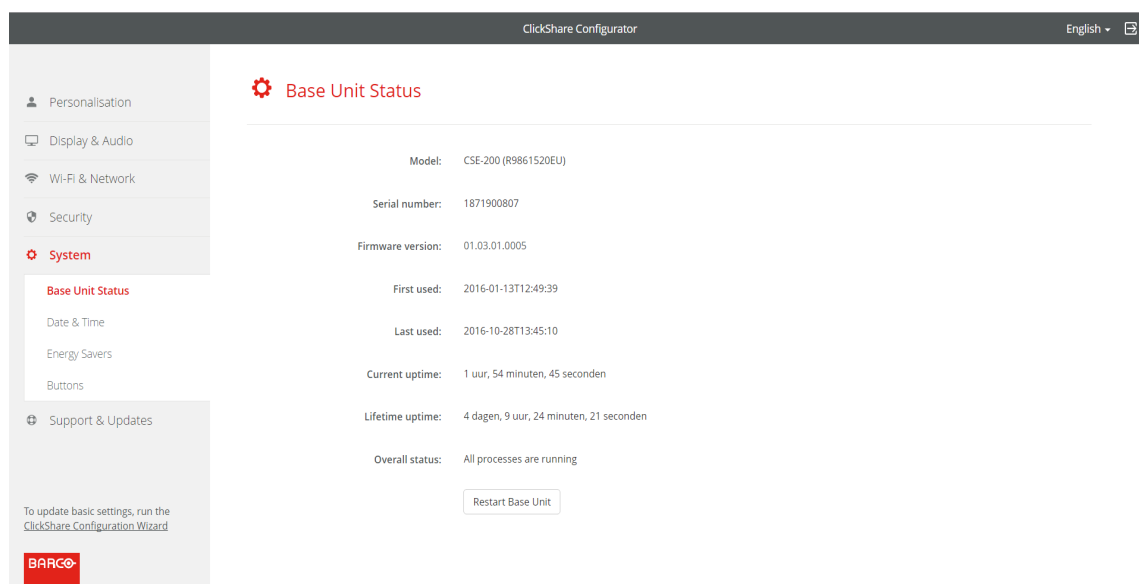 ClickShare Configurator
English
Personalisation
Display & Audio
Wi-Fi & Network
Security
System
Base Unit Status
Date & Time
Energy Savers
Buttons
Support & Updates
To update basic settings, run the
ClickShare Configuration Wizard
BARCO
Base Unit Status
Model: CSE-200 (R9861520EU)
Serial number: 1871900807
Firmware version: 01.03.01.0005
First used: 2016-01-13T12:49:39
Last used: 2016-10-28T13:45:10
Current uptime: 1 uur, 54 minuten, 45 seconden
Lifetime uptime: 4 dagen, 9 uur, 24 minuten, 21 seconden
Overall status: All processes are running
Restart Base Unit